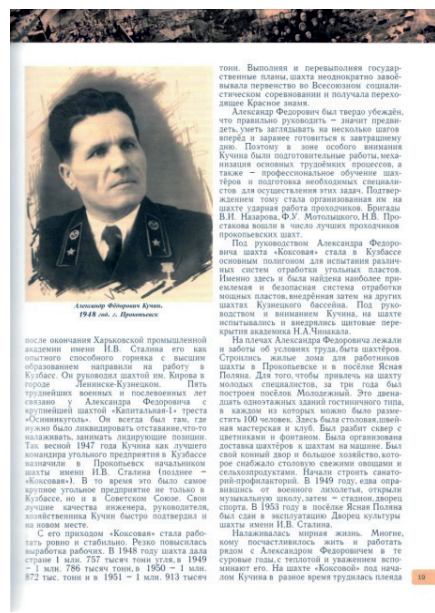 Александр Фёдорович Кучин.
1948 год. г. Прокопьевск
после окончания Харьковской промышленной
академии имени И.В. Сталина его как
опытного способного горняка с высшим
образованием направили на работу в
Кузбасс. Он руководил шахтой им. Кирова в
городе Ленинске-Кузнецком. Пять
труднейших военных и послевоенных лет
связано у Александра Федоровича с
крупнейшей шахтой «Капитальная-I» треста
«Осинникуголь». Он всегда был там, где
нужно было ликвидировать отставание,что-то
налаживать, занимать лидирующие позиции.
Так весной 1947 года Кучина как лучшего
командира угольного предприятия в Кузбассе
назначили в Прокопьевск начальником
шахты имени И.В. Сталина (позднее –
«Коксовая»). В то время это было самое
крупное угольное предприятие не только в
Кузбассе, но и в Советском Союзе. Свои
лучшие качества инженера, руководителя,
хозяйственника Кучин быстро подтвердил и
на новом месте.
С его приходом «Коксовая» стала рабо-
тать ровно и стабильно. Резко повысилась
выработка рабочих. В 1948 году шахта дала
стране 1 млн. 757 тысяч тонн угля, в 1949
– 1 млн. 786 тысяч тонн, в 1950 – 1 млн.
872 тыс. тонн и в 1951 – 1 млн. 913 тысяч
тонн. Выполняя и перевыполняя государ-
ственные планы, шахта неоднократно завоё-
вывала первенство во Всесоюзном социали-
стическом соревновании и получала перехо-
дящее Красное знамя.
Александр Федорович был твердо убеждён,
что правильно руководить – значит предви-
деть, уметь заглядывать на несколько шагов
вперёд и заранее готовиться к завтрашнему
дню. Поэтому в зоне особого внимания
Кучина были подготовительные работы, меха-
низация основных трудоёмких процессов, а
также – профессиональное обучение шах-
тёров и подготовка необходимых специали-
стов для осуществления этих задач. Подтвер-
ждением тому стала организованная им на
шахте ударная работа проходчиков. Бригады
В.И. Назарова, Ф.У. Мотолыцкого, Н.В. Про-
стакова вошли в число лучших проходчиков
прокопьевских шахт.
Под руководством Александра Федоро-
вича шахта «Коксовая» стала в Кузбассе
основным полигоном для испытания различ-
ных систем отработки угольных пластов.
Именно здесь и была найдена наиболее при-
емлемая и безопасная система отработки
мощных пластов,внедрённая затем на других
шахтах Кузнецкого бассейна. Под руко-
водством и вниманием Кучина, на шахте
испытывались и внедрялись щитовые пере-
крытия академика Н.А.Чинакала.
На плечах Александра Федоровича лежали
и заботы об условиях труда, быта шахтёров.
Строились жилые дома для работников
шахты в Прокопьевске и в посёлке Ясная
Поляна. Для того, чтобы привлечь на шахту
молодых специалистов, за три года был
построен посёлок Молодежный. Это двена-
дцать одноэтажных зданий гостиничного типа,
в каждом из которых можно было разме-
стить 100 человек. Здесь была столовая, швей-
ная мастерская и клуб. Был разбит сквер с
цветниками и фонтаном. Была организована
доставка шахтёров к шахтам на машине. Был
свой конный двор и большое хозяйство, кото-
рое снабжало столовую свежими овощами и
сельхозпродуктами. Начали строить санато-
рий-профилакторий. В 1949 году, едва опра-
вившись от военного лихолетья, открыли
музыкальную школу, затем – стадион, дворец
спорта. В 1953 году в посёлке Ясная Поляна
был сдан в эксплуатацию Дворец культуры
шахты имени И.В. Сталина.
Налаживалась мирная жизнь. Многие,
кому посчастливилось жить и работать
рядом с Александром Федоровичем в те
суровые годы, с теплотой и уважением вспо-
минают его. На шахте «Коксовой» под нача-
лом Кучина в разное время трудилась плеяда
19